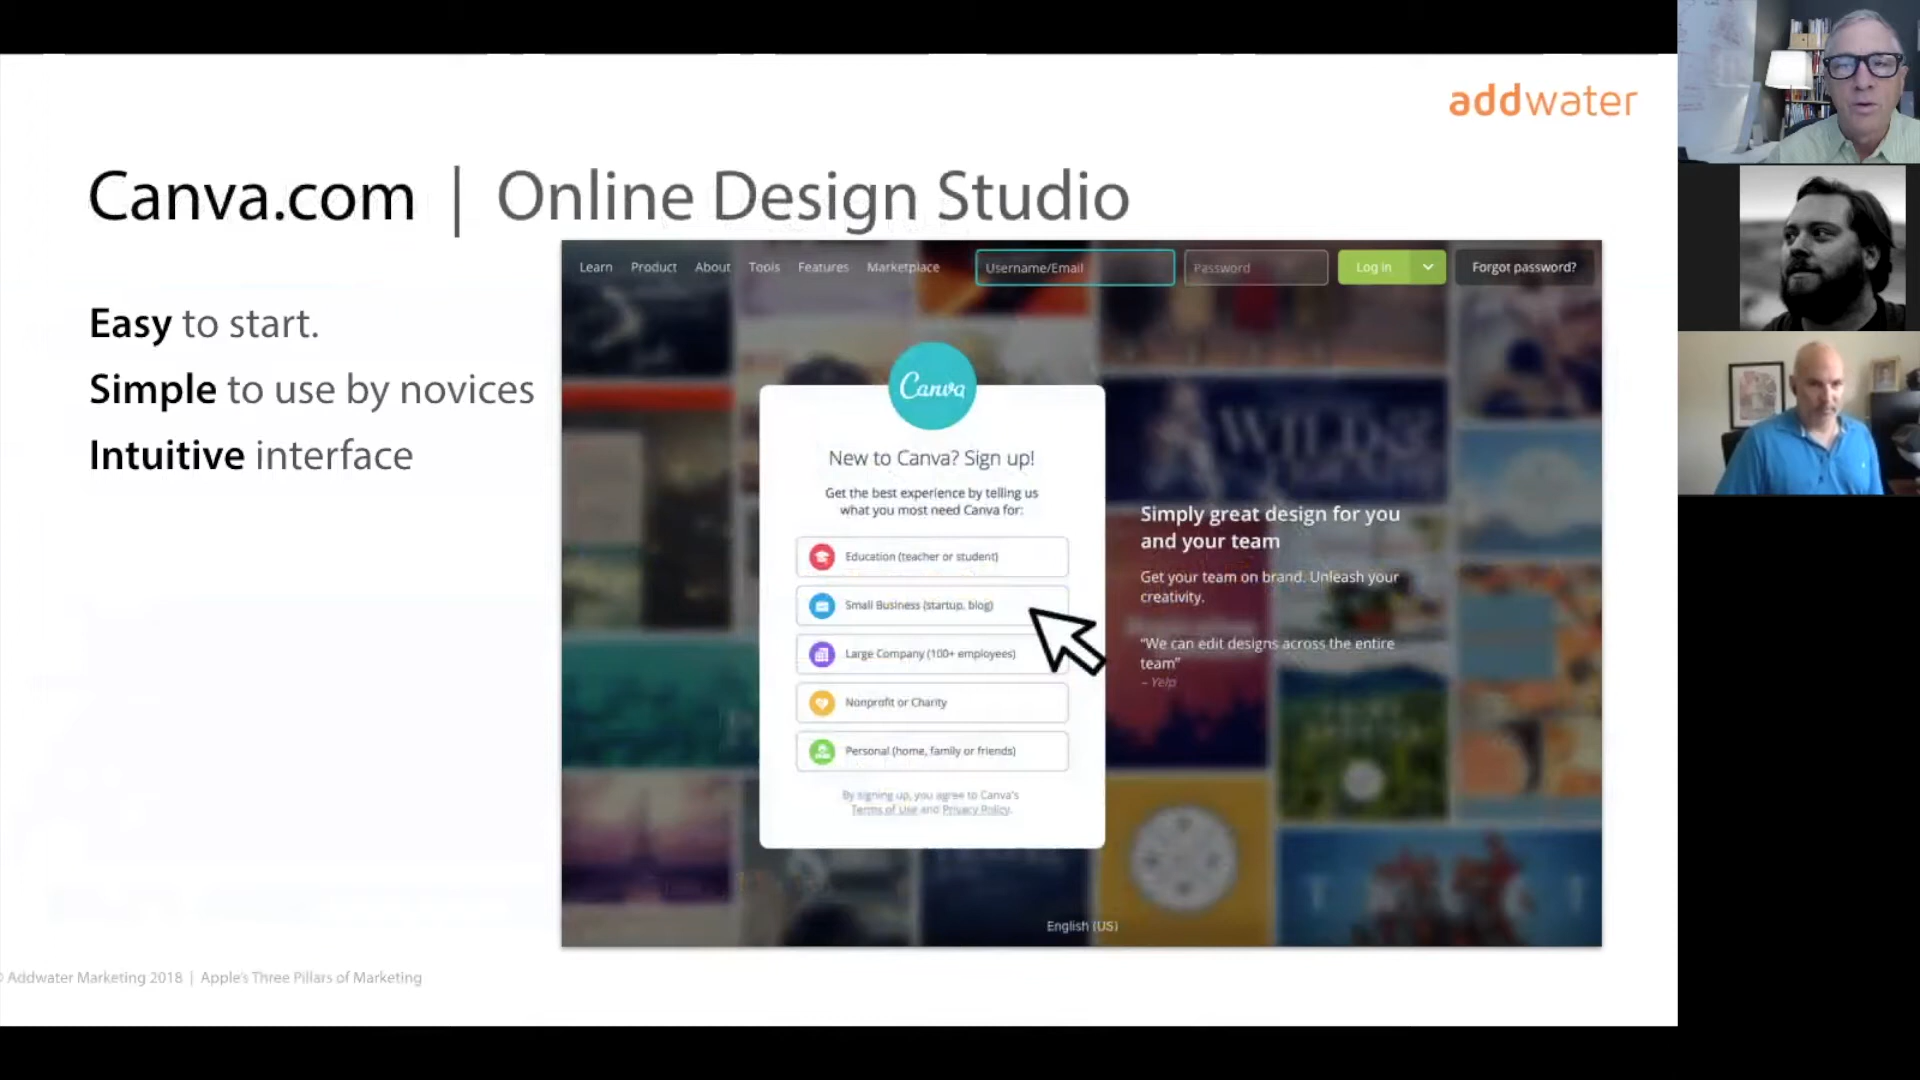 addwater
Canva.com | Online Design Studio
Easy to start.
Simple to use by novices
Intuitive interface
Learn Product About Tools Features Marketplace Username/Email Password Log in Forgot password?
Canva
New to Canva? Sign up!
Get the best experience by telling us
what you most need Canva for:
Education (teacher or student)
Small Business (startup, blog)
Large Company (100+ employees)
Nonprofit or Charity
Personal (home, family or friends)
By signing up, you agree to Canva's
Terms of Use and Privacy Policy.
WILD
Simply great design for you
and your team
Get your team on brand. Unleash your
creativity.
“We can edit designs across the entire
team”
– Yelp
English (US)
Addwater Marketing 2018 | Apple's Three Pillars of Marketing